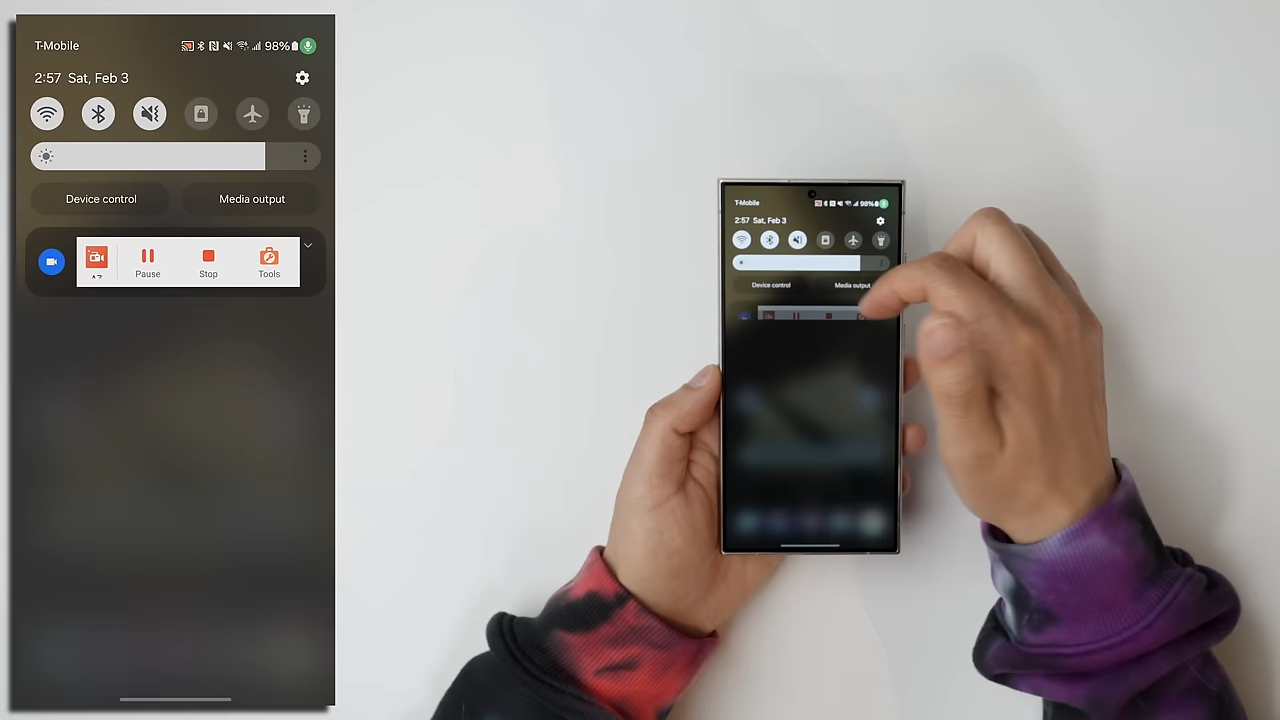 T-Mobile 98%
2:57 Sat, Feb 3
Device control Media output
Pause Stop Tools
T-Mobile 98%
2:57 Sat, Feb 3
Device control Media output